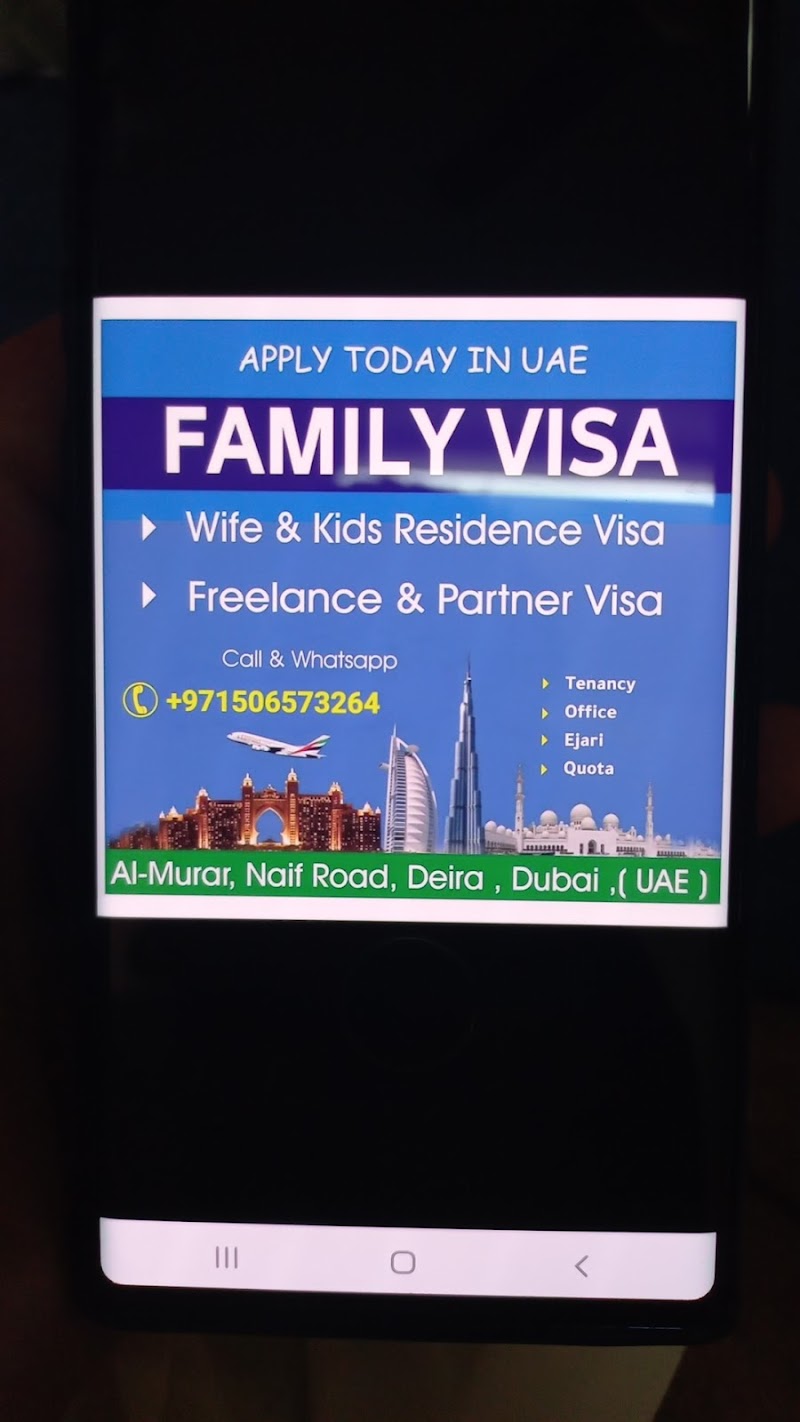 APPLY TODAY IN UAE
FAMILY VISA
Wife & Kids Residence Visa
Freelance & Partner Visa
Call & Whatsapp
+971506573264
Tenancy
Office
Ejari
Quota
Al-Murar, Naif Road, Deira , Dubai ,( UAE )